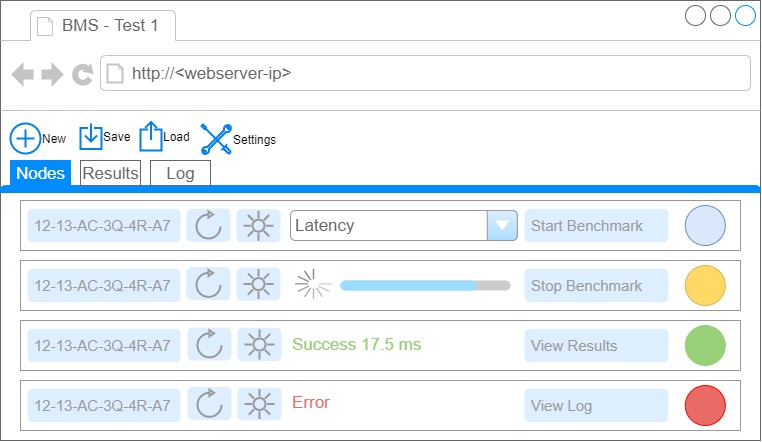 BMS - Test 1
http://<webserver-ip>
New Save Load Settings
Nodes Results Log
12-13-AC-3Q-4R-A7 Latency Start Benchmark
12-13-AC-3Q-4R-A7 Stop Benchmark
12-13-AC-3Q-4R-A7 Success 17.5 ms View Results
12-13-AC-3Q-4R-A7 Error View Log